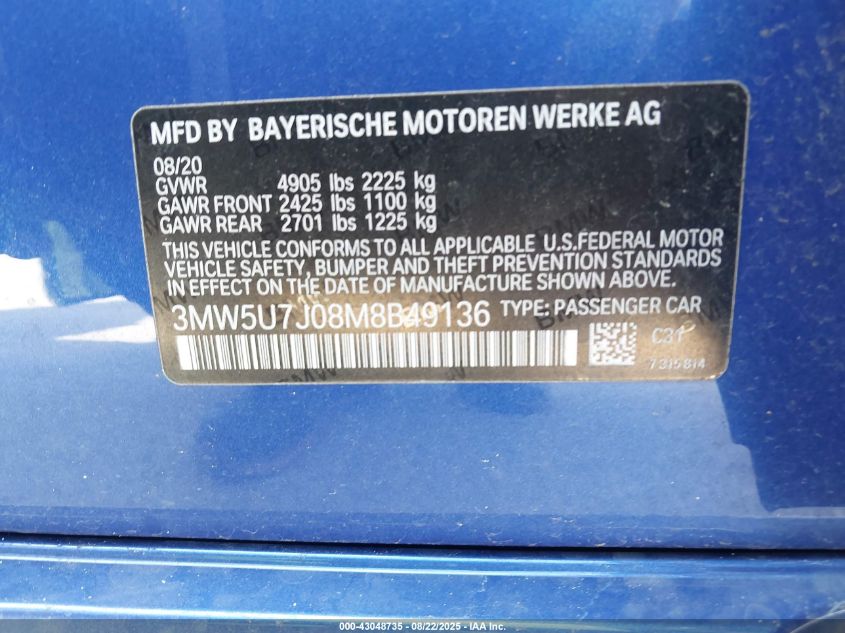 MFD BY BAYERISCHE MOTOREN WERKE AG
08/20
GVWR 4905 lbs 2225 kg
GAWR FRONT 2425 lbs 1100 kg
GAWR REAR 2701 lbs 1225 kg
THIS VEHICLE CONFORMS TO ALL APPLICABLE U.S.FEDERAL MOTOR
VEHICLE SAFETY, BUMPER AND THEFT PREVENTION STANDARDS
IN EFFECT ON THE DATE OF MANUFACTURE SHOWN ABOVE.
3MW5U7J08M8B49136 TYPE: PASSENGER CAR
C31
7315814
000-43048735 - 08/22/2025 - IAA Inc.